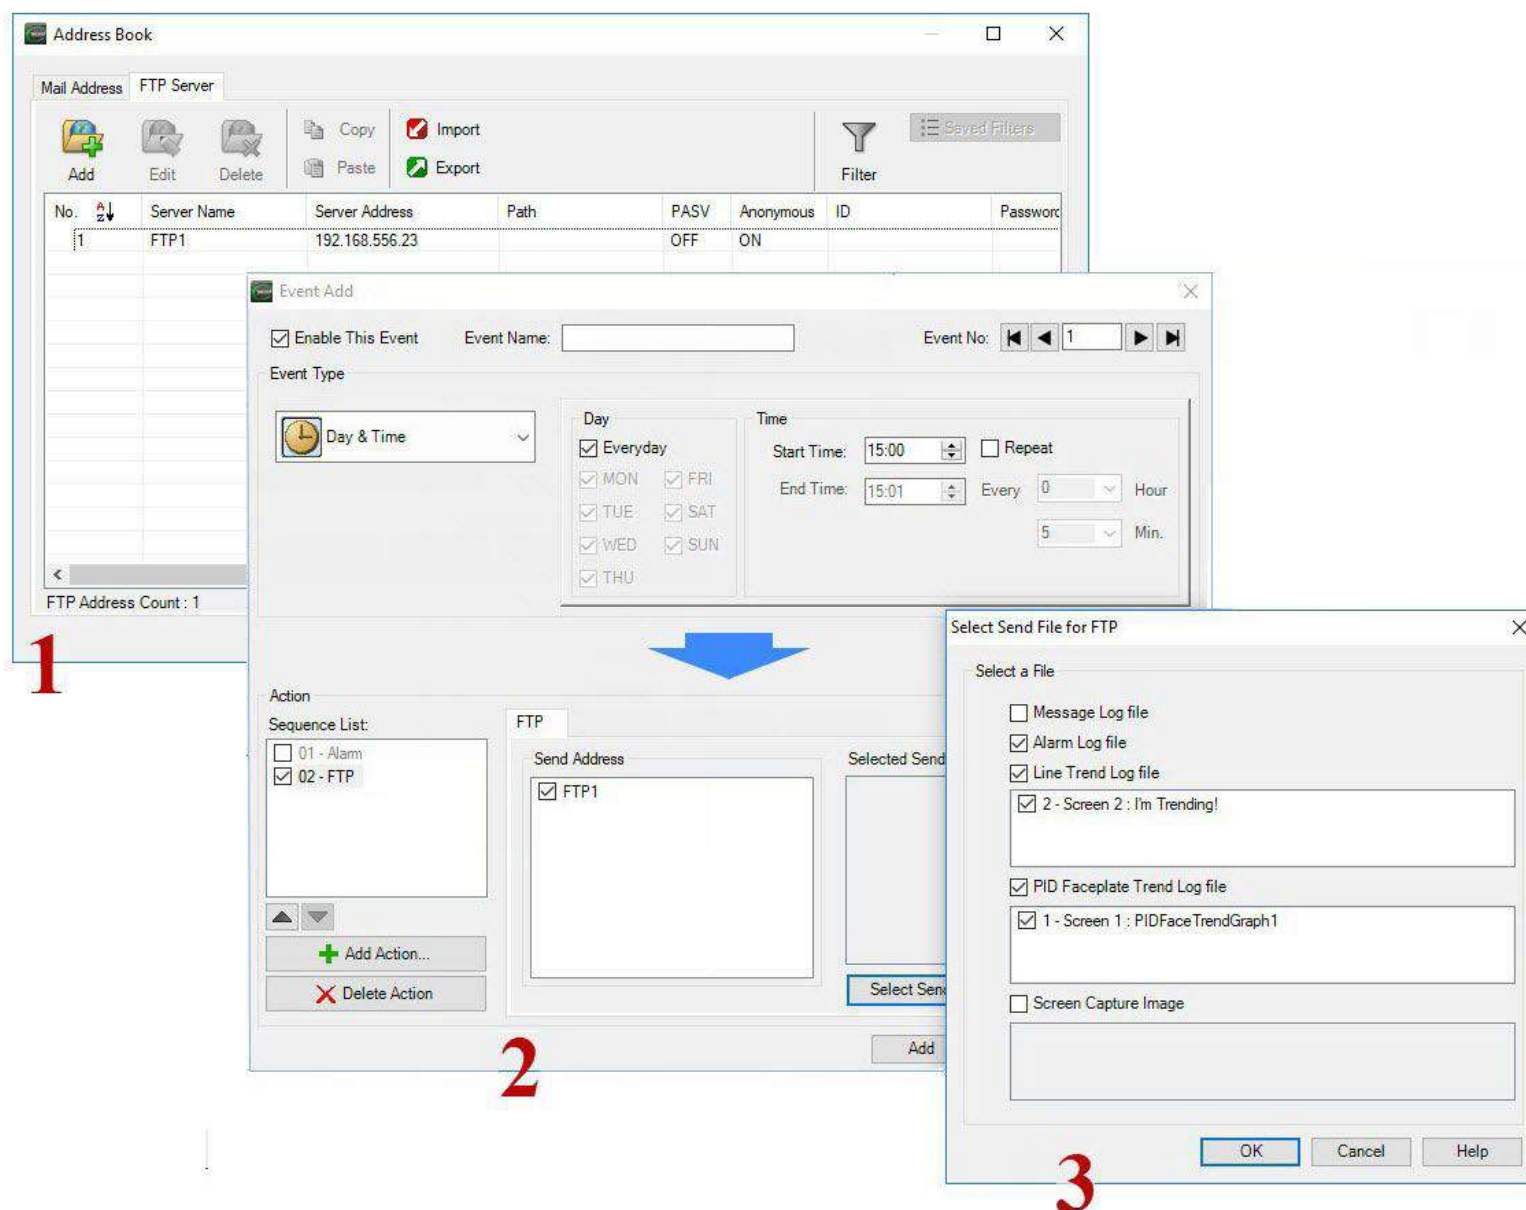 Address Book
Mail Address FTP Server
Add Edit Delete Copy Paste Import Export Filter Saved Filters
No. Server Name Server Address Path PASV Anonymous ID Password
1 FTP1 192.168.556.23 OFF ON
FTP Address Count : 1
1
Event Add
Enable This Event Event Name: Event No: 1
Event Type
Day & Time
Day
Everyday
MON FRI
TUE SAT
WED SUN
THU
Time
Start Time: 15:00 Repeat
End Time: 15:01 Every 0 Hour
5 Min.
Action
Sequence List:
01 - Alarm
02 - FTP
Add Action...
Delete Action
FTP
Send Address
FTP1
Selected Send
Select Sen
Add
2
Select Send File for FTP
Select a File
Message Log file
Alarm Log file
Line Trend Log file
2 - Screen 2 : I'm Trending!
PID Faceplate Trend Log file
1 - Screen 1 : PIDFaceTrendGraph1
Screen Capture Image
OK Cancel Help
3